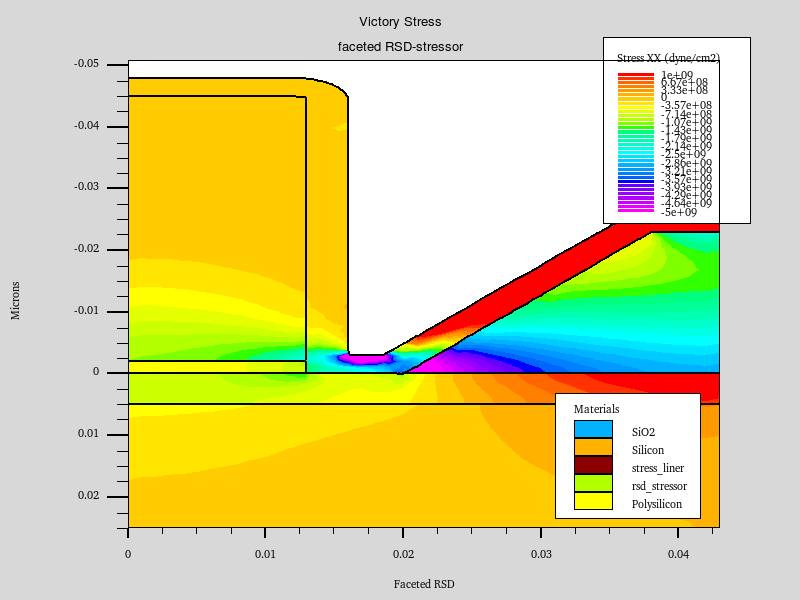 Victory Stress
faceted RSD-stressor
Stress XX (dyne/cm2)
1e+09
6.67e+08
3.33e+08
0
-3.57e+08
-7.14e+08
-1.07e+09
-1.43e+09
-1.79e+09
-2.14e+09
-2.5e+09
-2.86e+09
-3.21e+09
-3.57e+09
-3.93e+09
-4.29e+09
-4.64e+09
-5e+09
-0.05
-0.04
-0.03
-0.02
-0.01
0
0.01
0.02
Microns
Materials
SiO2
Silicon
stress_liner
rsd_stressor
Polysilicon
0
0.01
0.02
0.03
0.04
Faceted RSD